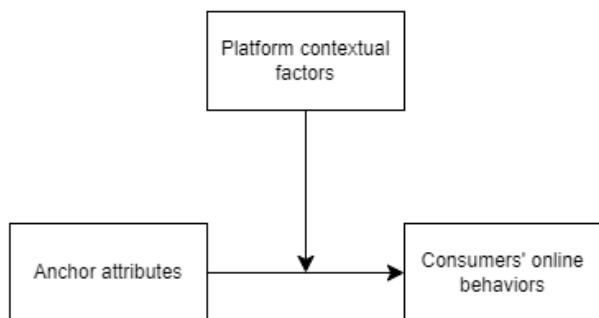 Platform contextual
factors
Anchor attributes
Consumers' online
behaviors